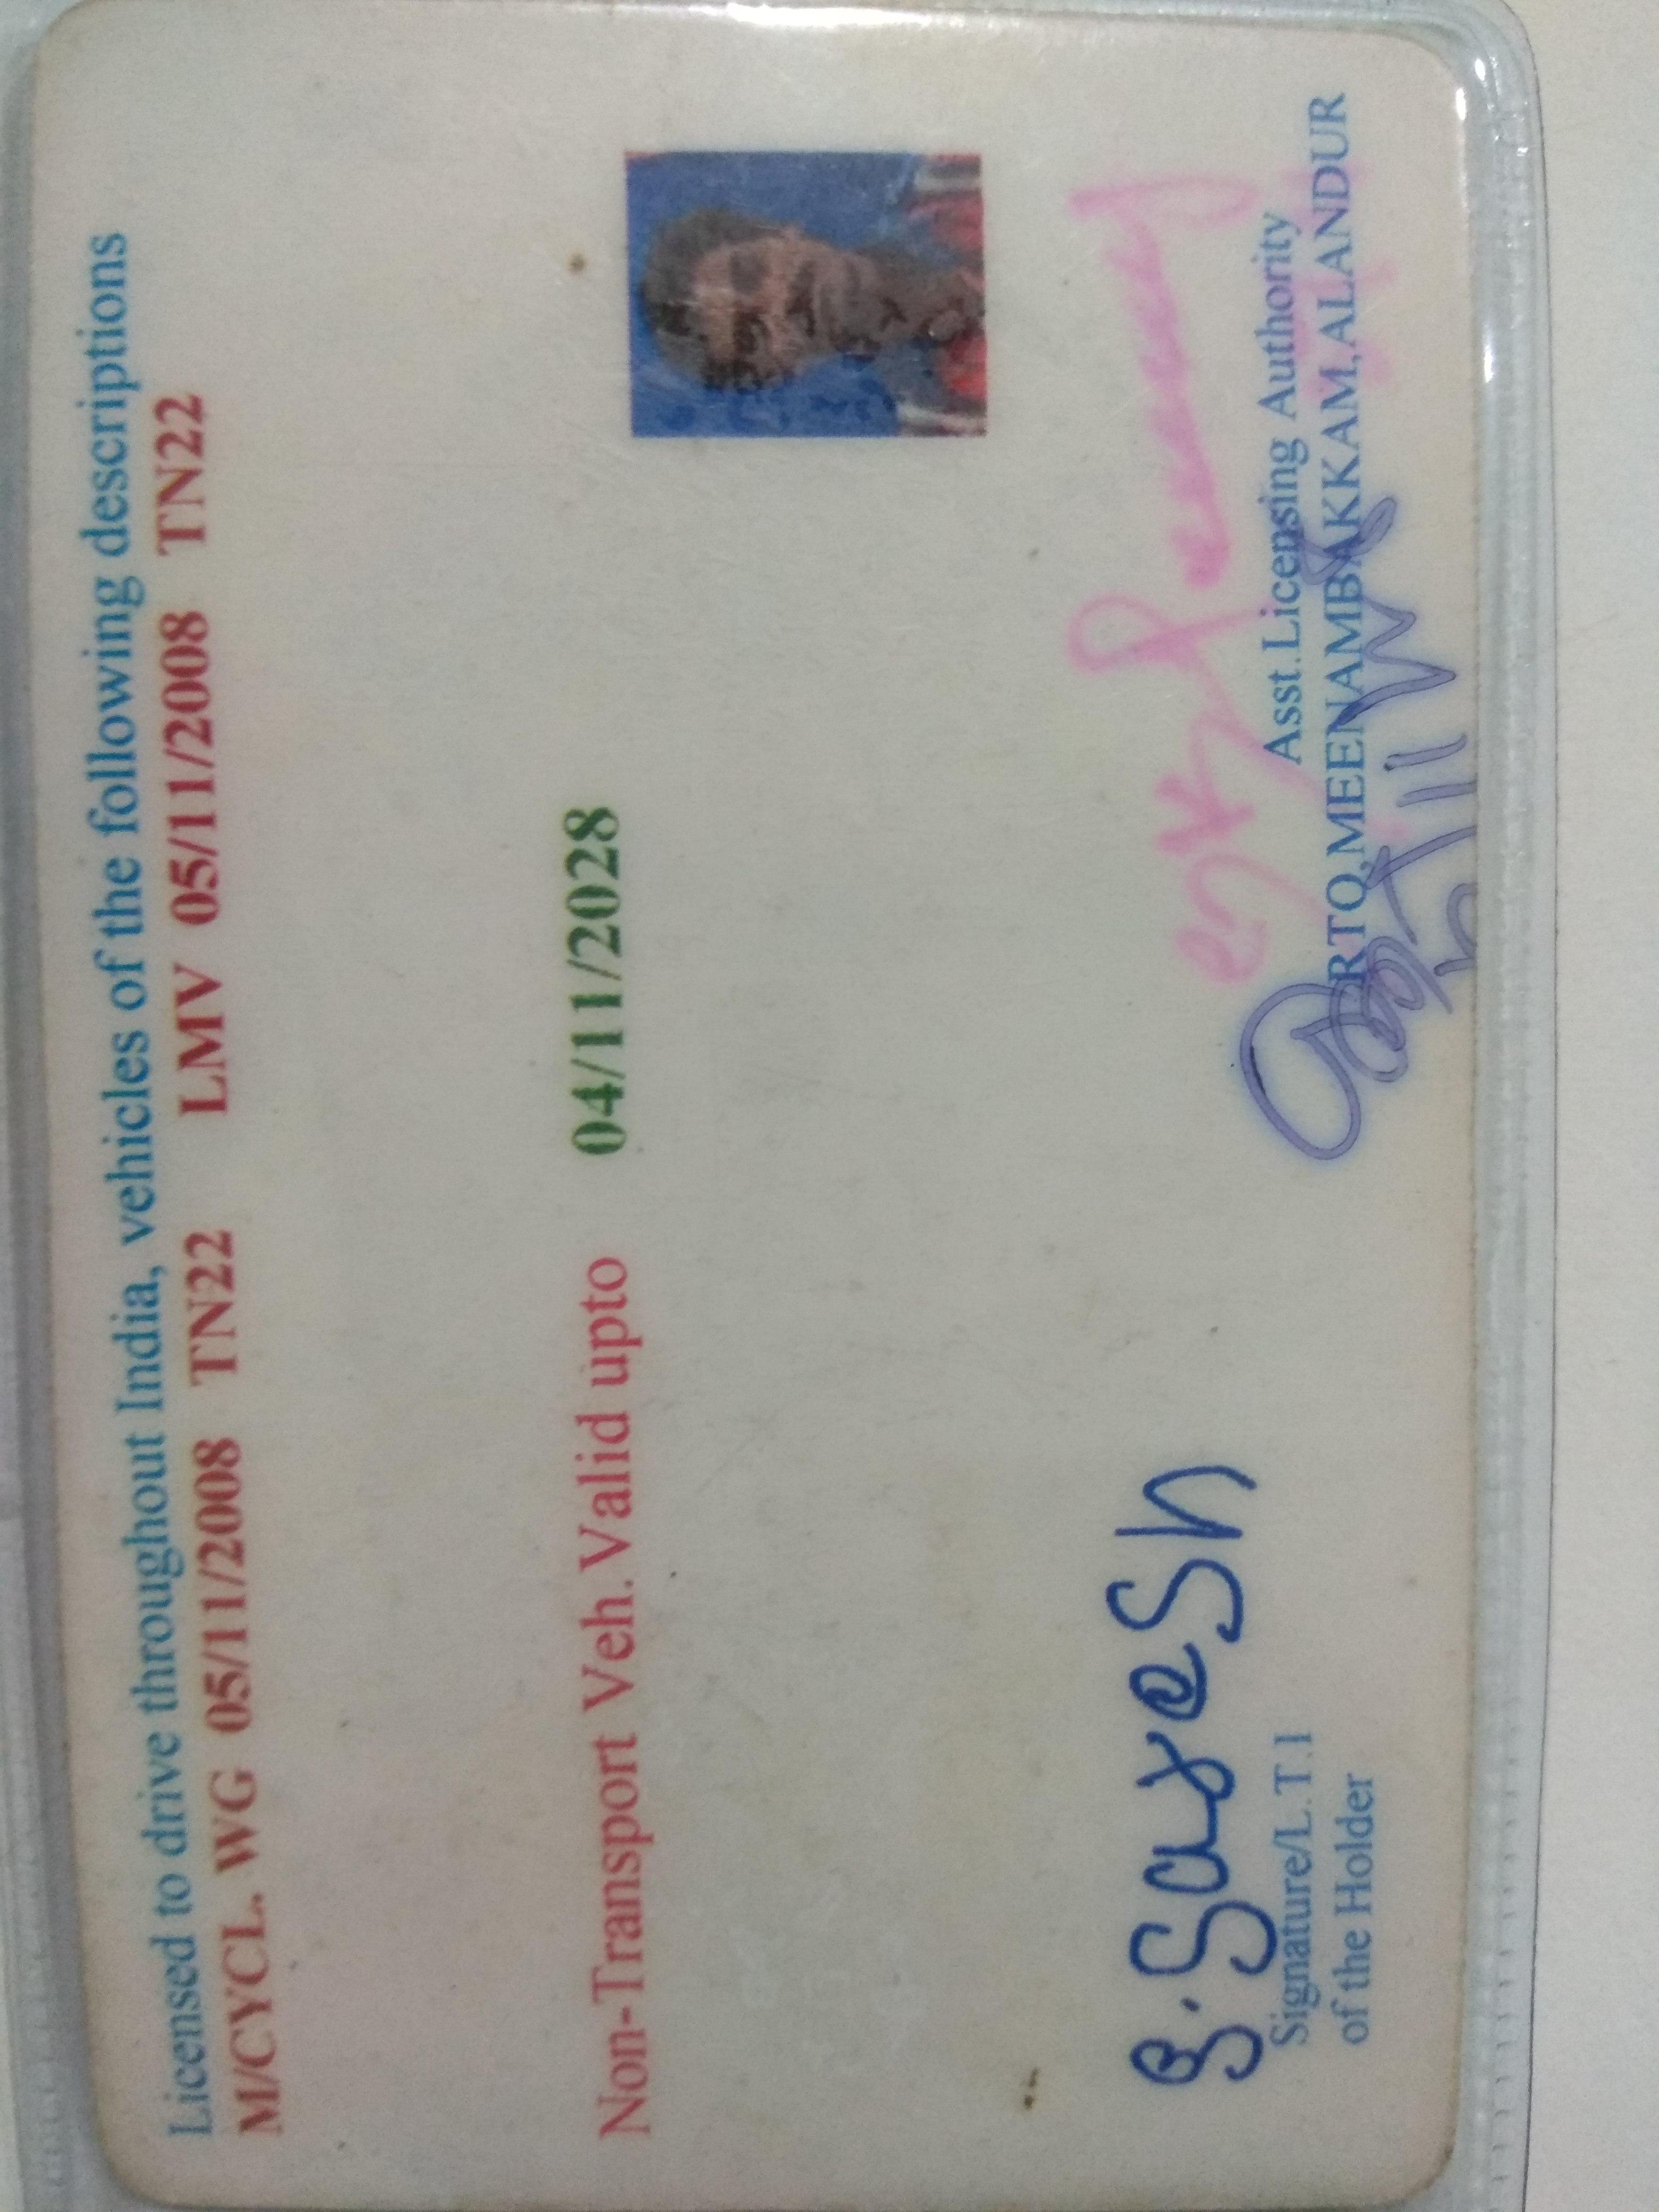 Licensed to drive throughout India, vehicles of the following descriptions
M/CYCL. WG 05/11/2008 TN22 LMV 05/11/2008 TN22
Non-Transport Veh. Valid upto 04/11/2028
Signature/L.T.I
of the Holder
Asst.Licensing Authority
RTO,MEENAMBAKKAM,ALANDUR